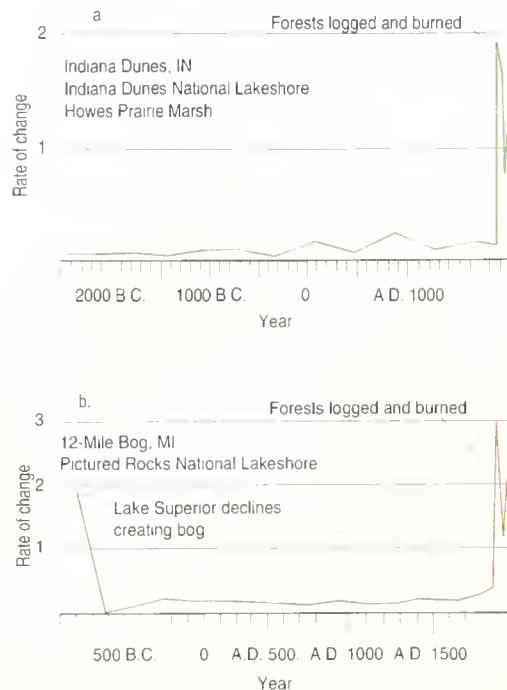 a
Forests logged and burned
2
Indiana Dunes, IN
Indiana Dunes National Lakeshore
Howes Prairie Marsh
Rate of change
1
2000 B C. 1000 B.C. 0 A D. 1000
Year
b.
Forests logged and burned
3
12-Mile Bog, MI
Pictured Rocks National Lakeshore
2
Lake Superior declines
creating bog
Rate of change
1
500 B.C. 0 A.D. 500. A D 1000 A D 1500
Year